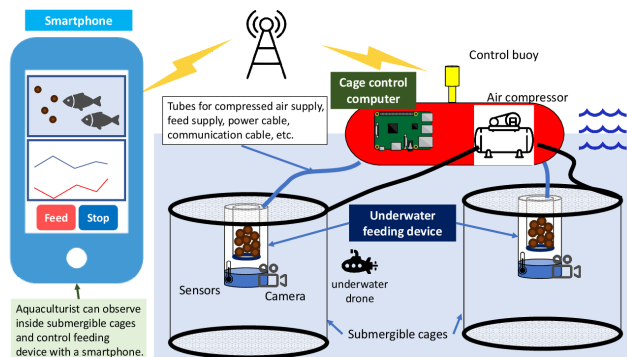 Smartphone
Control buoy
Cage control
computer
Air compressor
Tubes for compressed air supply,
feed supply, power cable,
communication cable, etc.
Feed
Stop
Underwater
feeding device
Sensors
Camera
underwater
drone
Submergible cages
Aquaculturist can observe
inside submergible cages
and control feeding
device with a smartphone.